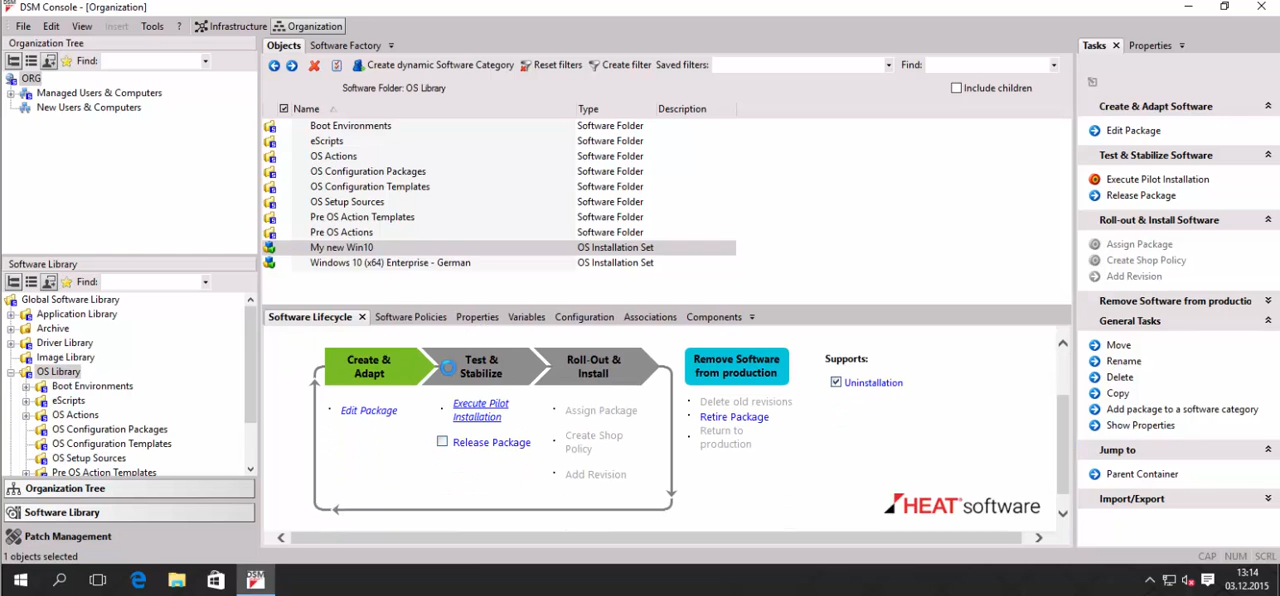 DSM Console - [Organization]
File Edit View Insert Tools ? Infrastructure Organization
Organization Tree
Find:
ORG
Managed Users & Computers
New Users & Computers
Software Library
Find:
Global Software Library
Application Library
Archive
Driver Library
Image Library
OS Library
Boot Environments
eScripts
OS Actions
OS Configuration Packages
OS Configuration Templates
OS Setup Sources
Pre OS Action Templates
Organization Tree
Software Library
Patch Management
1 objects selected
Objects Software Factory
Create dynamic Software Category Reset filters Create filter Saved filters: Find:
Software Folder: OS Library Include children
Name Type Description
Boot Environments Software Folder
eScripts Software Folder
OS Actions Software Folder
OS Configuration Packages Software Folder
OS Configuration Templates Software Folder
OS Setup Sources Software Folder
Pre OS Action Templates Software Folder
Pre OS Actions Software Folder
My new Win10 OS Installation Set
Windows 10 (x64) Enterprise - German OS Installation Set
Software Lifecycle Software Policies Properties Variables Configuration Associations Components
Create &
Adapt
Edit Package
Test &
Stabilize
Execute Pilot
Installation
Release Package
Roll-Out &
Install
Assign Package
Create Shop
Policy
Add Revision
Remove Software
from production
Delete old revisions
Retire Package
Return to
production
Supports:
Uninstallation
HEAT software
Tasks Properties
Create & Adapt Software
Edit Package
Test & Stabilize Software
Execute Pilot Installation
Release Package
Roll-out & Install Software
Assign Package
Create Shop Policy
Add Revision
Remove Software from productio
General Tasks
Move
Rename
Delete
Copy
Add package to a software category
Show Properties
Jump to
Parent Container
Import/Export
CAP NUM SCRL
DSM
13:14
03.12.2015